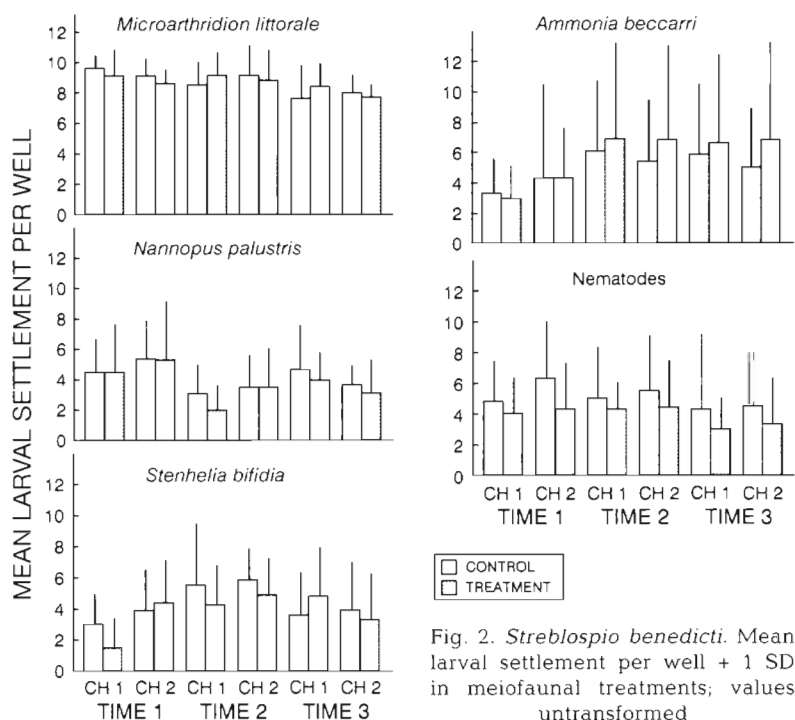 MEAN LARVAL SETTLEMENT PER WELL
Microarthridion littorale
12
10
8
6
4
2
0
Nannopus palustris
12
10
8
6
4
2
0
Stenhelia bifidia
12
10
8
6
4
2
0
CH 1 CH 2 CH 1 CH 2 CH 1 CH 2
TIME 1 TIME 2 TIME 3
Ammonia beccarri
12
10
8
6
4
2
0
Nematodes
12
10
8
6
4
2
0
CH 1 CH 2 CH 1 CH 2 CH 1 CH 2
TIME 1 TIME 2 TIME 3
CONTROL
TREATMENT
Fig. 2. Streblospio benedicti. Mean
larval settlement per well + 1 SD
in meiofaunal treatments; values
untransformed